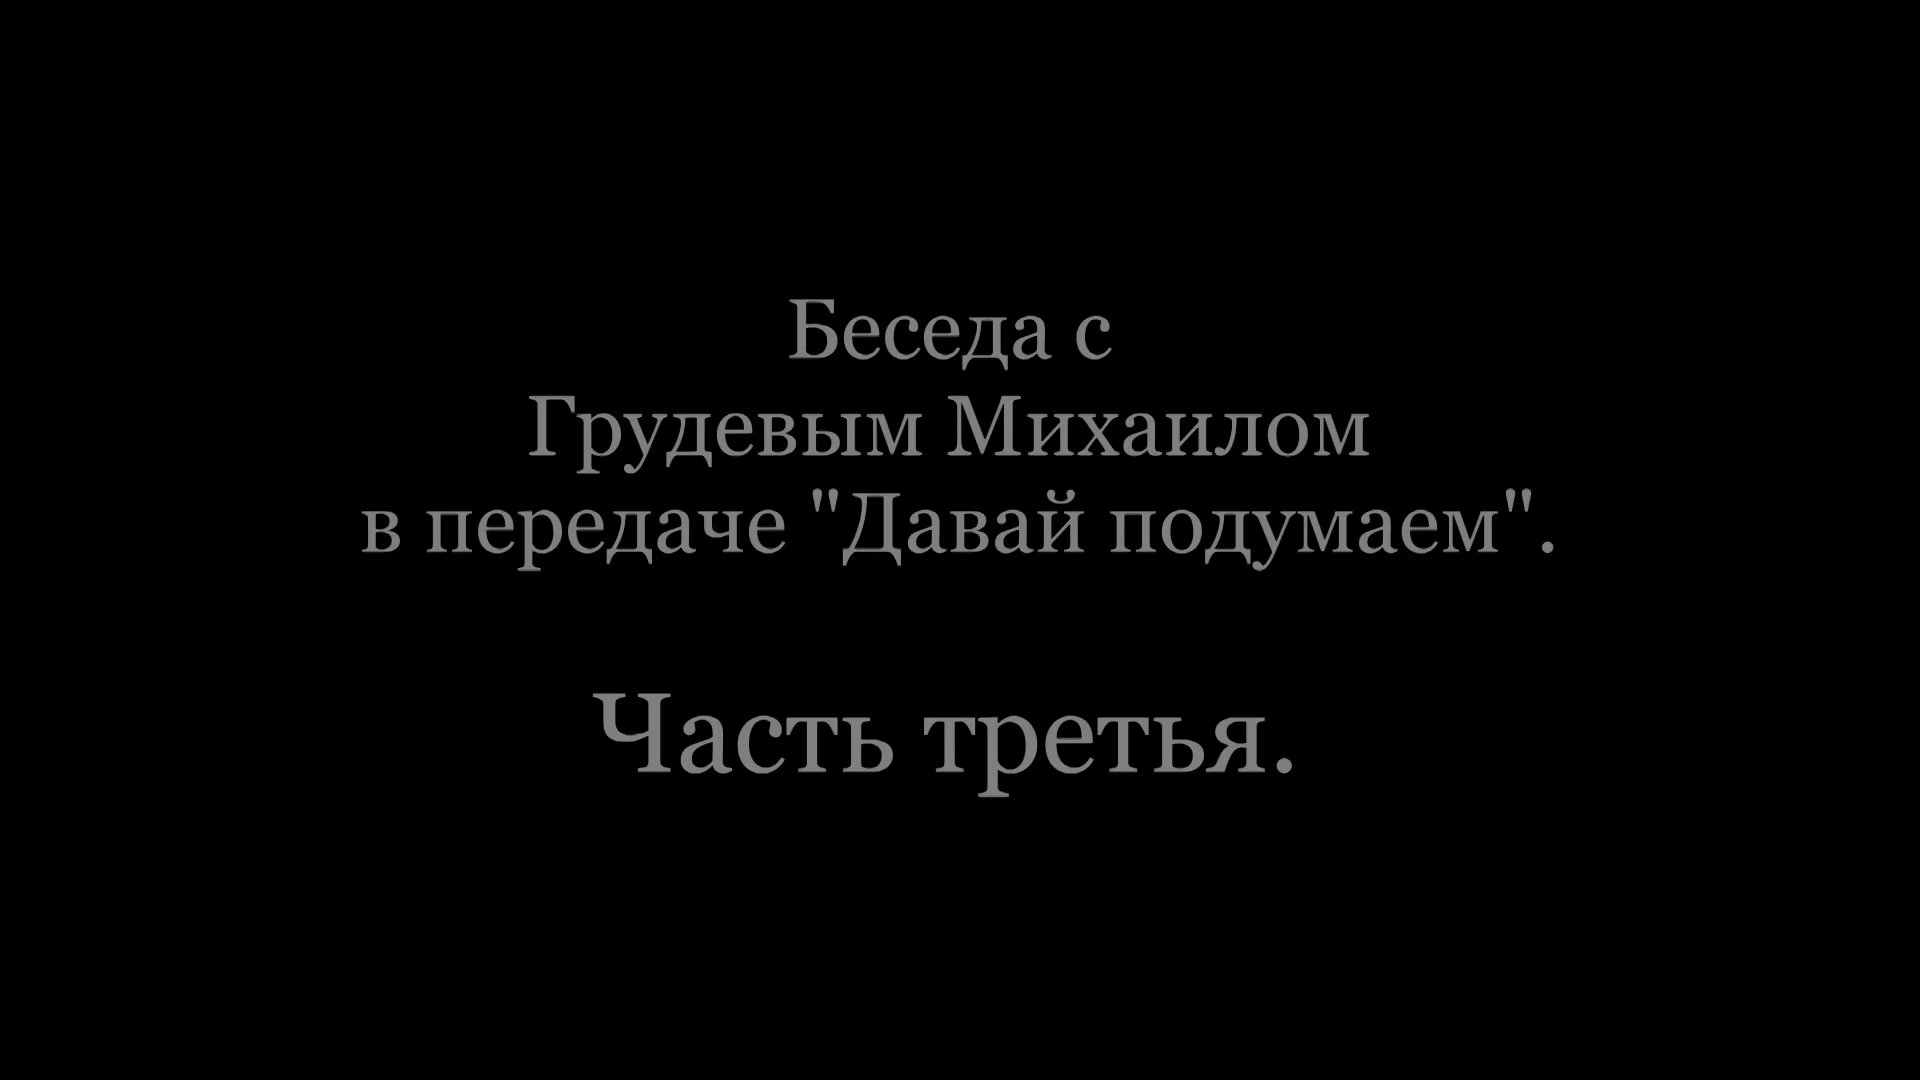 Беседа с
Грудевым Михаилом
в передаче "Давай подумаем".
Часть третья.